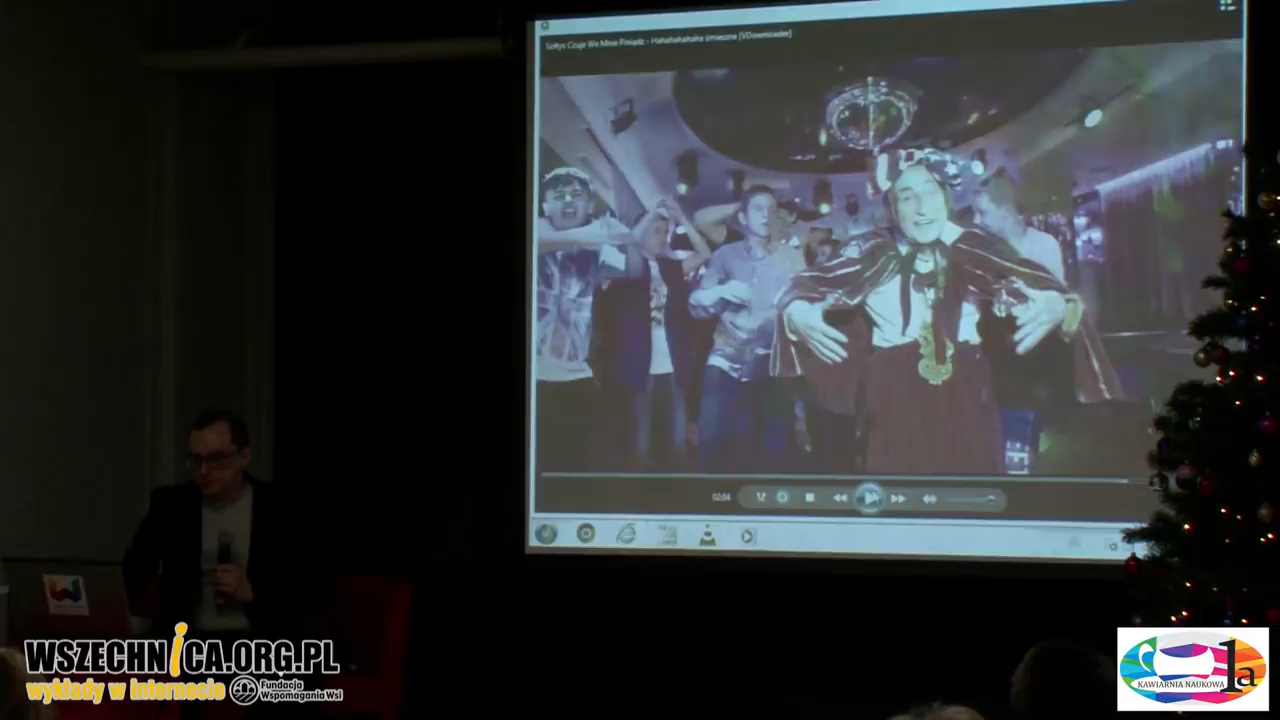 Sołtys Czuje We Mnie Piniądz - Hahahahahaha śmieszne [VDownloader]
02:04
WSZECHNICA.ORG.PL
wykłady w internecie
Fundacja
Wspomagania Wsi
KAWIARNIA NAUKOWA 1a